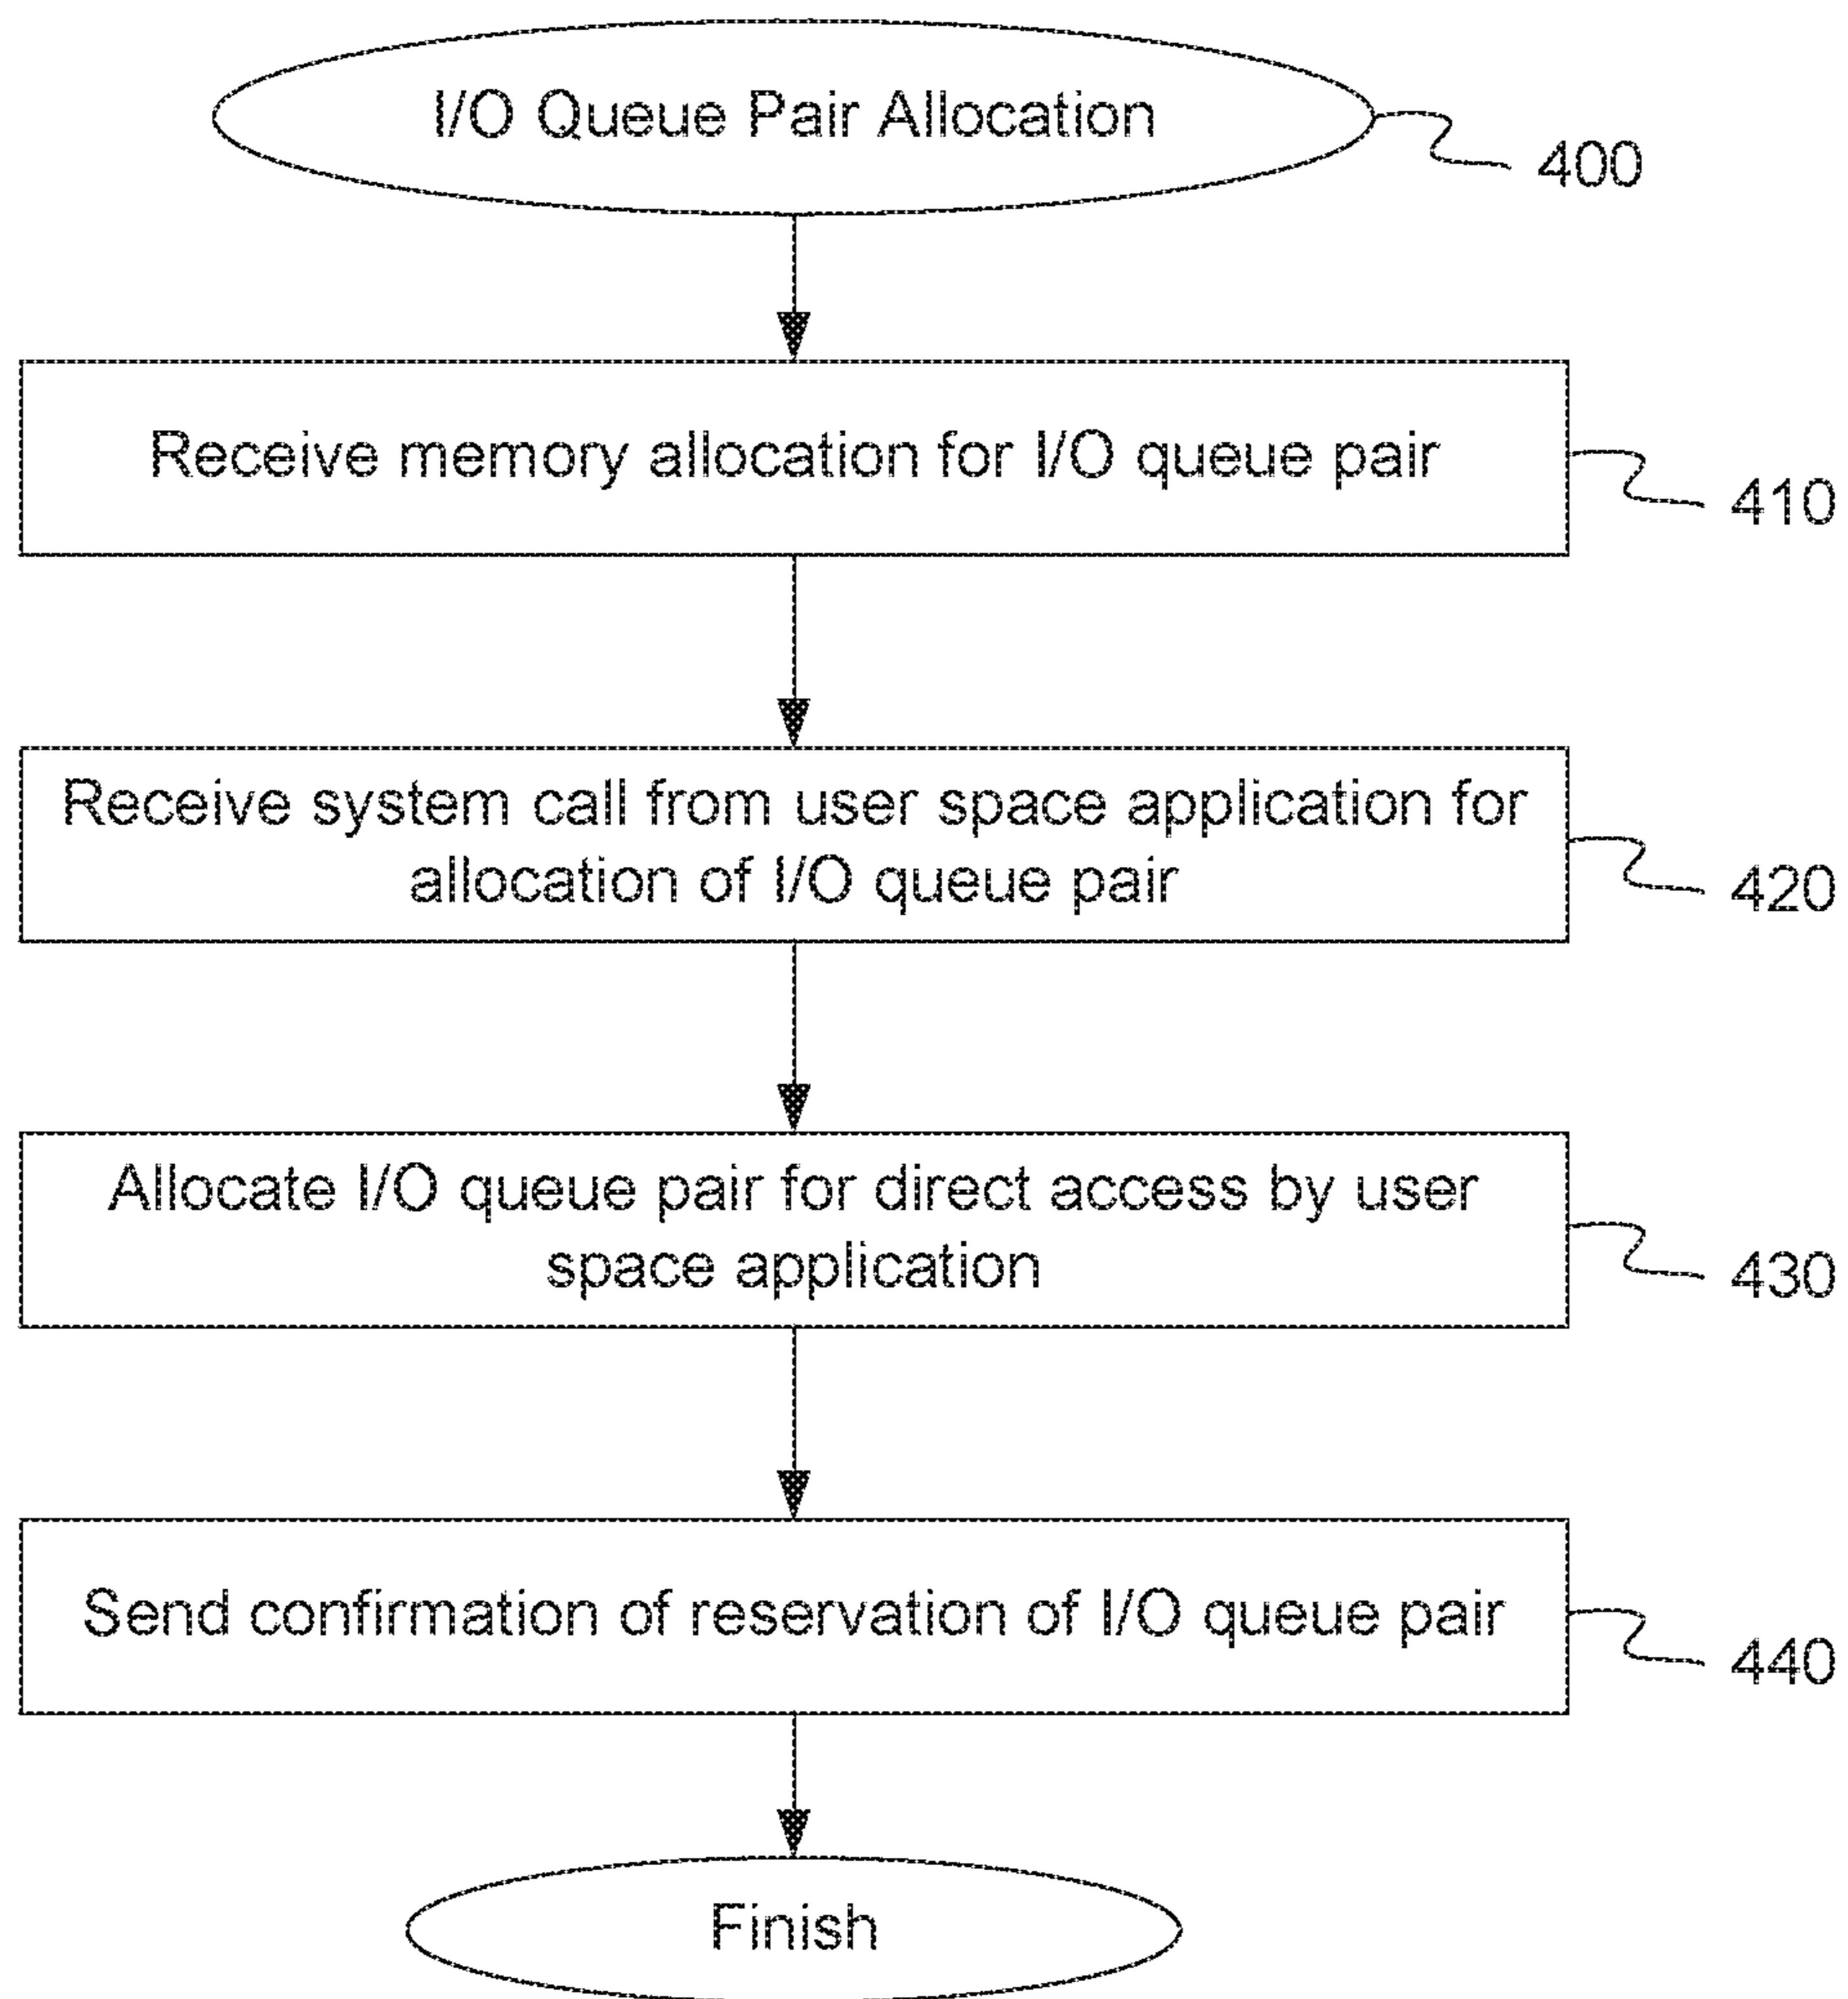 I/O Queue Pair Allocation
400
Receive memory allocation for I/O queue pair
410
Receive system call from user space application for
allocation of I/O queue pair
420
Allocate I/O queue pair for direct access by user
space application
430
Send confirmation of reservation of I/O queue pair
440
Finish